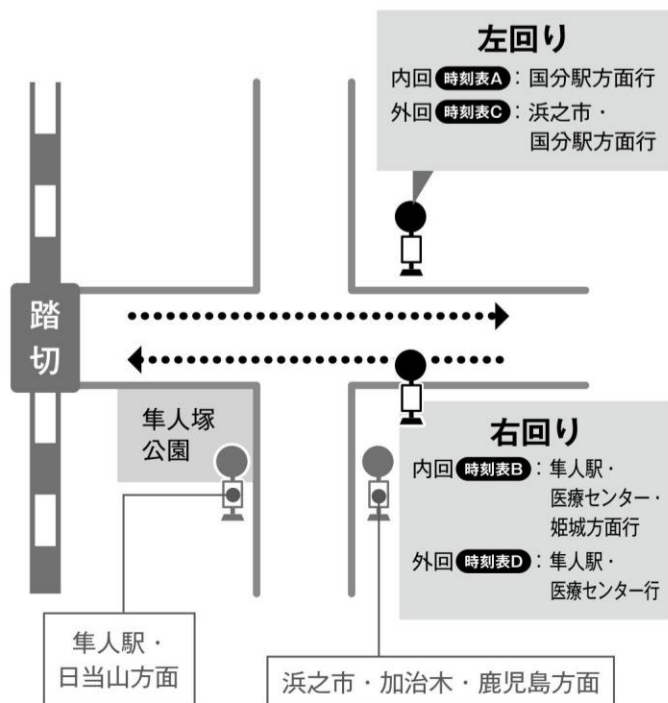 左回り
内回 時刻表A : 国分駅方面行
外回 時刻表C : 浜之市・
国分駅方面行
踏
切
隼人塚
公園
右回り
内回 時刻表B : 隼人駅・
医療センター・
姫城方面行
外回 時刻表D : 隼人駅・
医療センター行
隼人駅・
日当山方面
浜之市・加治木・鹿児島方面